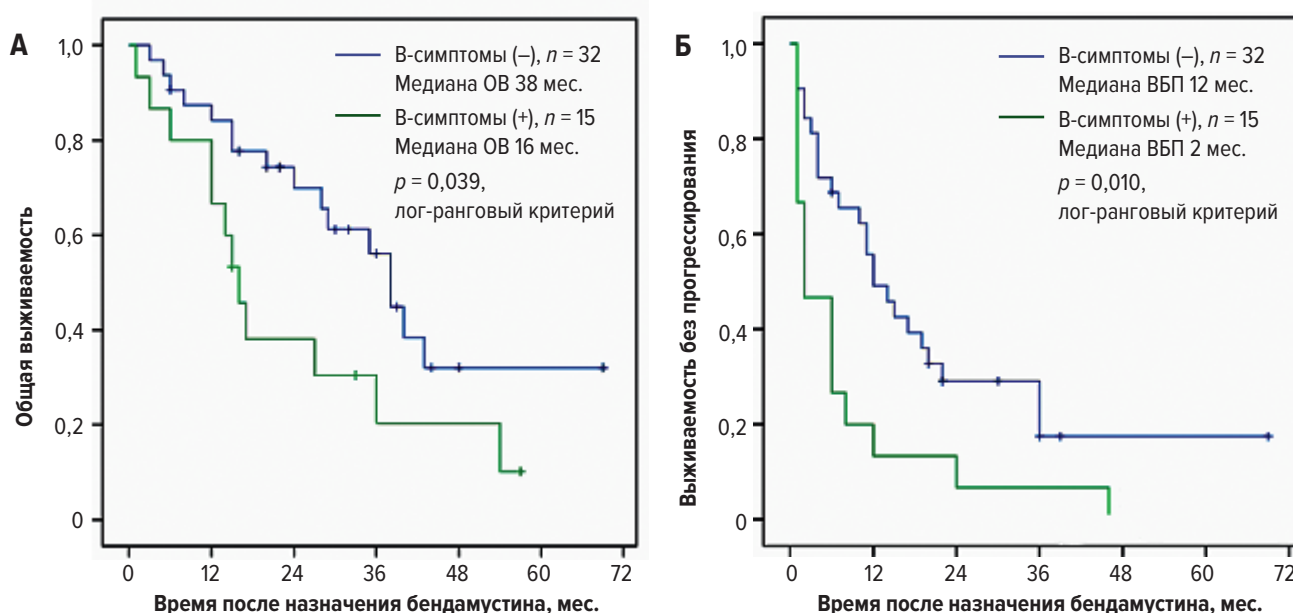 А
В-симптомы (–), n = 32
Медиана ОВ 38 мес.
В-симптомы (+), n = 15
Медиана ОВ 16 мес.
p = 0,039,
лог-ранговый критерий
Общая выживаемость
1,0
0,8
0,6
0,4
0,2
0
0 12 24 36 48 60 72
Время после назначения бендамустина, мес.
Б
В-симптомы (–), n = 32
Медиана ВБП 12 мес.
В-симптомы (+), n = 15
Медиана ВБП 2 мес.
p = 0,010,
лог-ранговый критерий
Выживаемость без прогрессирования
1,0
0,8
0,6
0,4
0,2
0
0 12 24 36 48 60 72
Время после назначения бендамустина, мес.